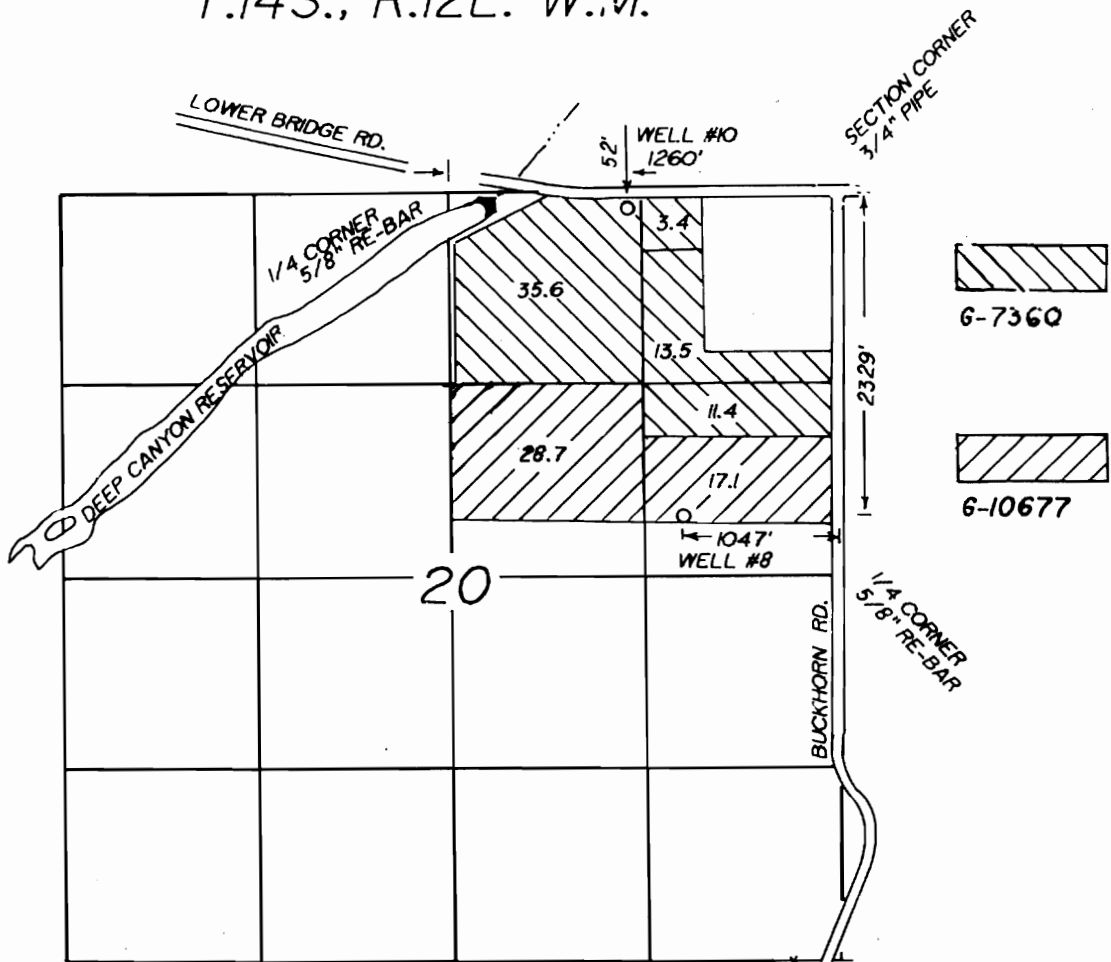 T.14S., R.12E. W.M.
LOWER BRIDGE RD.
SECTION CORNER
3/4" PIPE
52'
WELL #10
1260'
1/4 CORNER
5/8" RE-BAR
3.4
35.6
G-7360
13.5
2329'
DEEP CANYON RESERVOIR
11.4
28.7
17.1
G-10677
1047'
WELL #8
20
1/4 CORNER
5/8" RE-BAR
BUCKHORN RD.